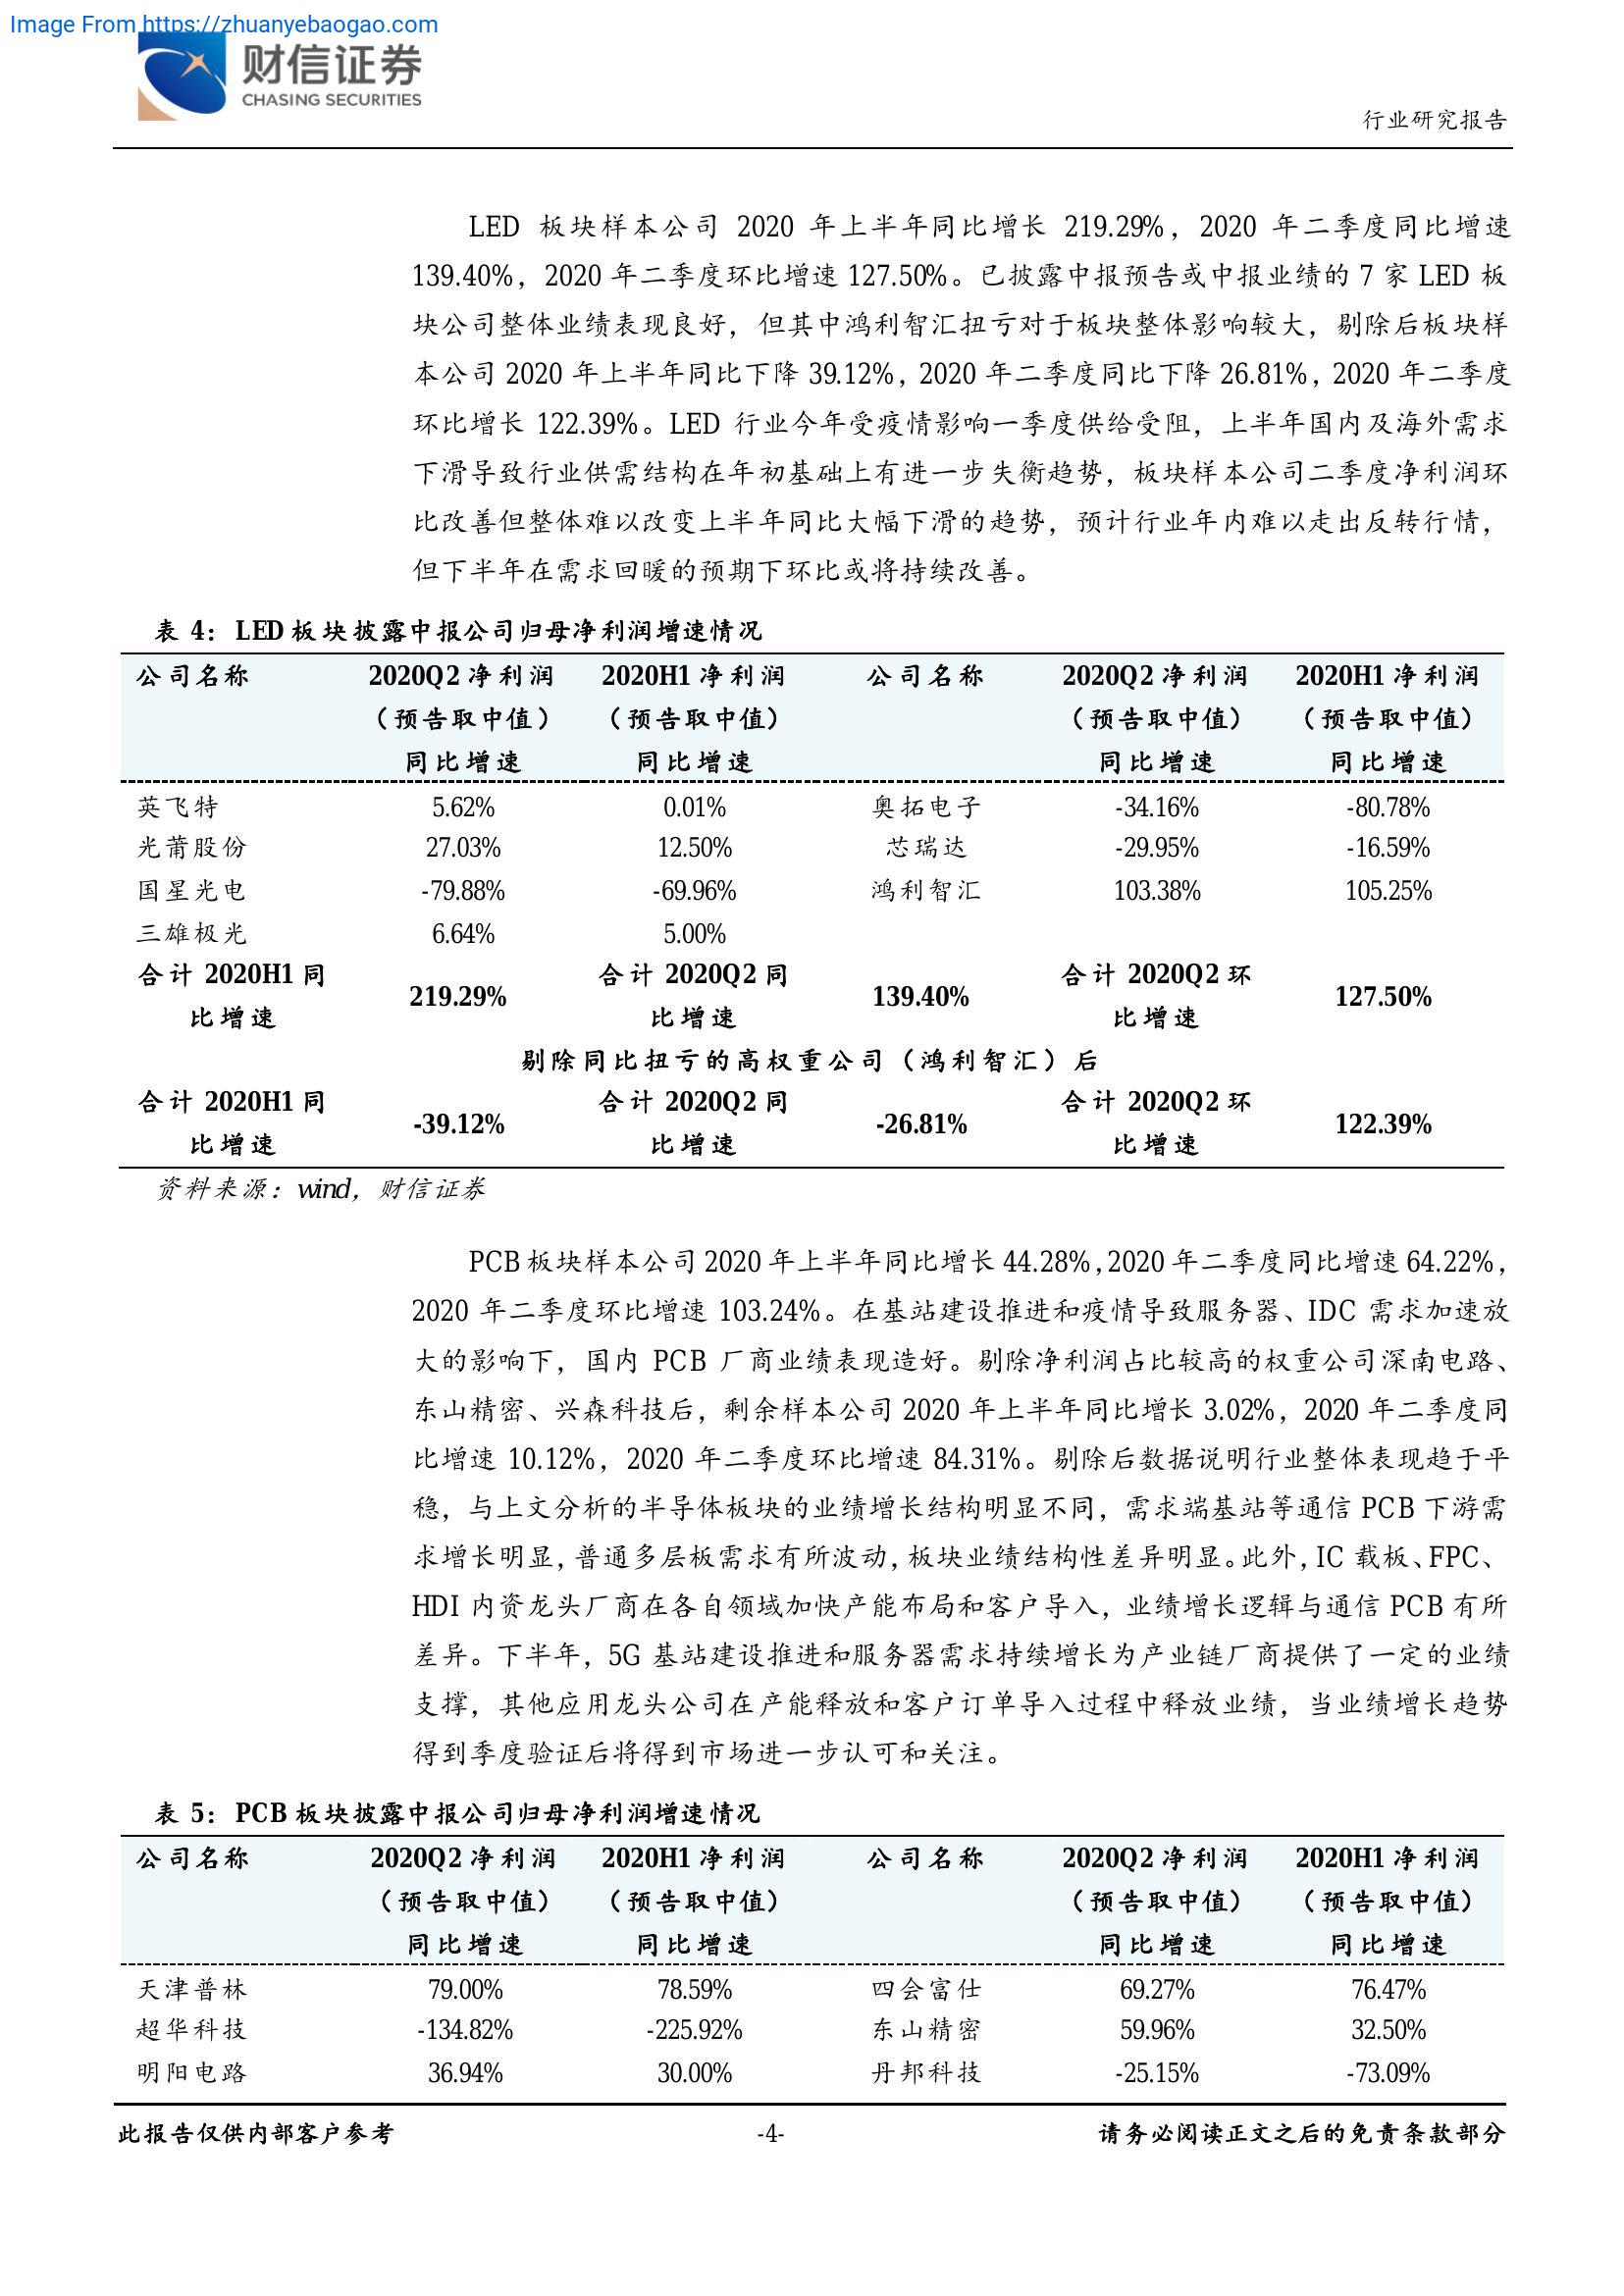 Image From https://zhuanyebaogao.com
财信证券
CHASING SECURITIES
行业研究报告
LED 板块样本公司 2020 年上半年同比增长 219.29%，2020 年二季度同比增速
139.40%，2020 年二季度环比增速 127.50%。已披露中报预告或中报业绩的 7 家 LED 板
块公司整体业绩表现良好，但其中鸿利智汇扭亏对于板块整体影响较大，剔除后板块样
本公司 2020 年上半年同比下降 39.12%，2020 年二季度同比下降 26.81%，2020 年二季度
环比增长 122.39%。LED 行业今年受疫情影响一季度供给受阻，上半年国内及海外需求
下滑导致行业供需结构在年初基础上有进一步失衡趋势，板块样本公司二季度净利润环
比改善但整体难以改变上半年同比大幅下滑的趋势，预计行业年内难以走出反转行情，
但下半年在需求回暖的预期下环比或将持续改善。
表 4：LED 板块披露中报公司归母净利润增速情况
公司名称 2020Q2 净利润 2020H1 净利润 公司名称 2020Q2 净利润 2020H1 净利润
（预告取中值） （预告取中值） （预告取中值） （预告取中值）
同比增速 同比增速 同比增速 同比增速
英飞特 5.62% 0.01% 奥拓电子 -34.16% -80.78%
光莆股份 27.03% 12.50% 芯瑞达 -29.95% -16.59%
国星光电 -79.88% -69.96% 鸿利智汇 103.38% 105.25%
三雄极光 6.64% 5.00%
合计 2020H1 同 合计 2020Q2 同 合计 2020Q2 环
219.29% 139.40% 127.50%
比增速 比增速 比增速
剔除同比扭亏的高权重公司（鸿利智汇）后
合计 2020H1 同 合计 2020Q2 同 合计 2020Q2 环
-39.12% -26.81% 122.39%
比增速 比增速 比增速
资料来源：wind，财信证券
PCB 板块样本公司 2020 年上半年同比增长 44.28%，2020 年二季度同比增速 64.22%，
2020 年二季度环比增速 103.24%。在基站建设推进和疫情导致服务器、IDC 需求加速放
大的影响下，国内 PCB 厂商业绩表现造好。剔除净利润占比较高的权重公司深南电路、
东山精密、兴森科技后，剩余样本公司 2020 年上半年同比增长 3.02%，2020 年二季度同
比增速 10.12%，2020 年二季度环比增速 84.31%。剔除后数据说明行业整体表现趋于平
稳，与上文分析的半导体板块的业绩增长结构明显不同，需求端基站等通信 PCB 下游需
求增长明显，普通多层板需求有所波动，板块业绩结构性差异明显。此外，IC 载板、FPC、
HDI 内资龙头厂商在各自领域加快产能布局和客户导入，业绩增长逻辑与通信 PCB 有所
差异。下半年，5G 基站建设推进和服务器需求持续增长为产业链厂商提供了一定的业绩
支撑，其他应用龙头公司在产能释放和客户订单导入过程中释放业绩，当业绩增长趋势
得到季度验证后将得到市场进一步认可和关注。
表 5：PCB 板块披露中报公司归母净利润增速情况
公司名称 2020Q2 净利润 2020H1 净利润 公司名称 2020Q2 净利润 2020H1 净利润
（预告取中值） （预告取中值） （预告取中值） （预告取中值）
同比增速 同比增速 同比增速 同比增速
天津普林 79.00% 78.59% 四会富仕 69.27% 76.47%
超华科技 -134.82% -225.92% 东山精密 59.96% 32.50%
明阳电路 36.94% 30.00% 丹邦科技 -25.15% -73.09%
此报告仅供内部客户参考 -4- 请务必阅读正文之后的免责条款部分